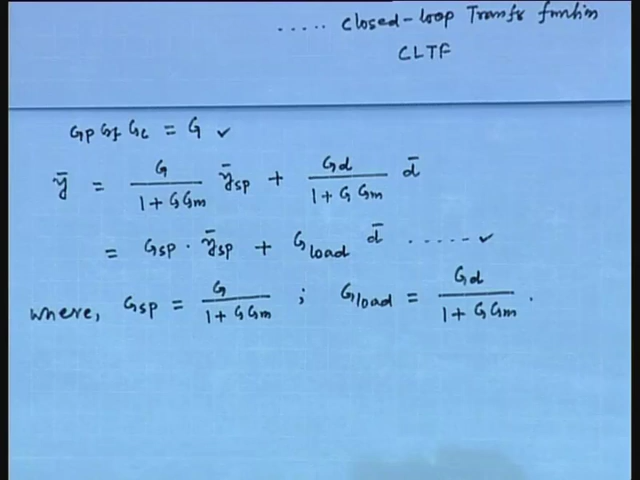 ..... Closed-loop Transfr function
CLTF
Gp Gf Gc = G ✓
ȳ = G / (1 + G Gm) ȳsp + Gd / (1 + G Gm) d̄
= Gsp · ȳsp + Gload d̄ ...... ✓
where, Gsp = G / (1 + G Gm) ; Gload = Gd / (1 + G Gm) .